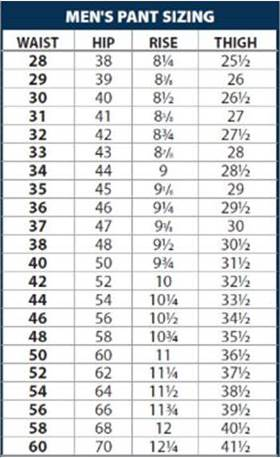 MEN'S PANT SIZING
WAIST HIP RISE THIGH
28 38 8¼ 25½
29 39 8⅜ 26
30 40 8½ 26½
31 41 8⅝ 27
32 42 8¾ 27½
33 43 8⅞ 28
34 44 9 28½
35 45 9⅛ 29
36 46 9¼ 29½
37 47 9⅜ 30
38 48 9½ 30½
40 50 9¾ 31½
42 52 10 32½
44 54 10¼ 33½
46 56 10½ 34½
48 58 10¾ 35½
50 60 11 36½
52 62 11¼ 37½
54 64 11½ 38½
56 66 11¾ 39½
58 68 12 40½
60 70 12¼ 41½